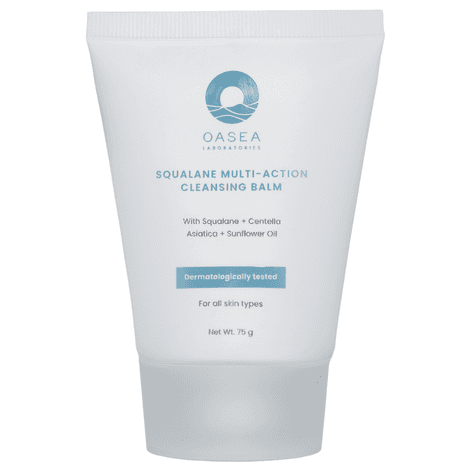 OASEA
LABORATORIES
SQUALANE MULTI-ACTION
CLEANSING BALM
With Squalane + Centella
Asiatica + Sunflower Oil
Dermatologically tested
For all skin types
Net Wt. 75 g